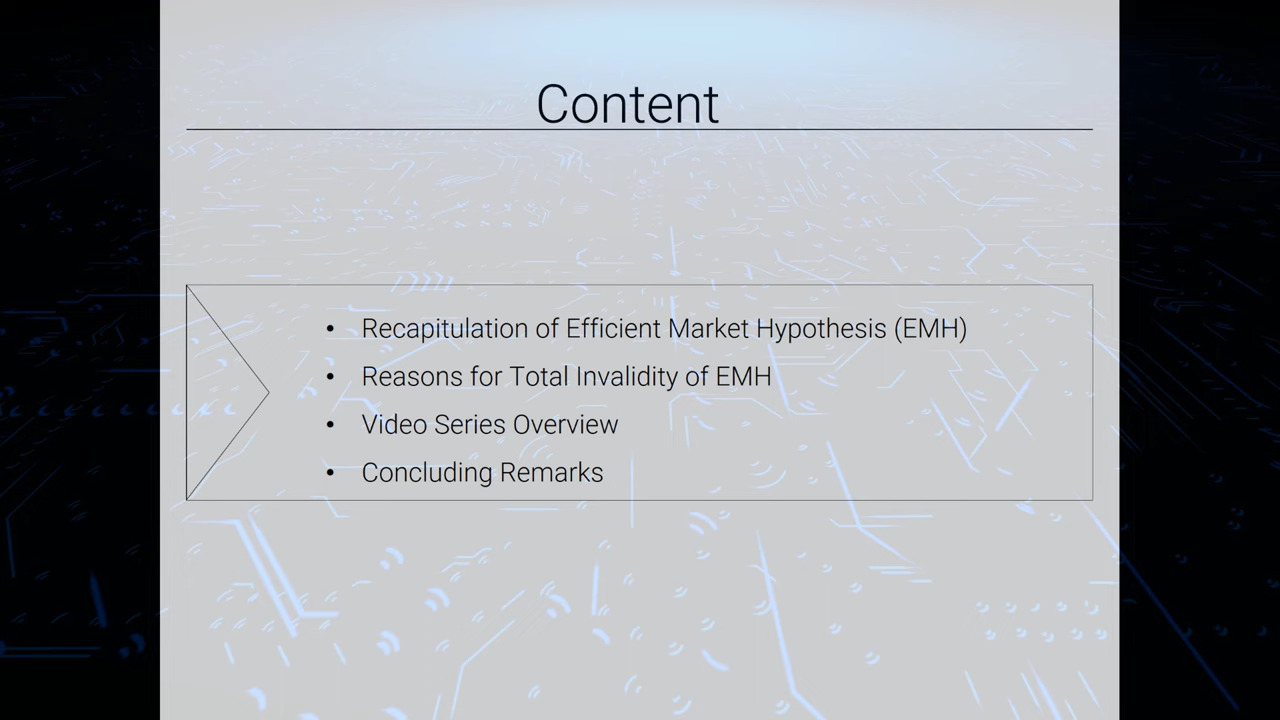 Content
• Recapitulation of Efficient Market Hypothesis (EMH)
• Reasons for Total Invalidity of EMH
• Video Series Overview
• Concluding Remarks